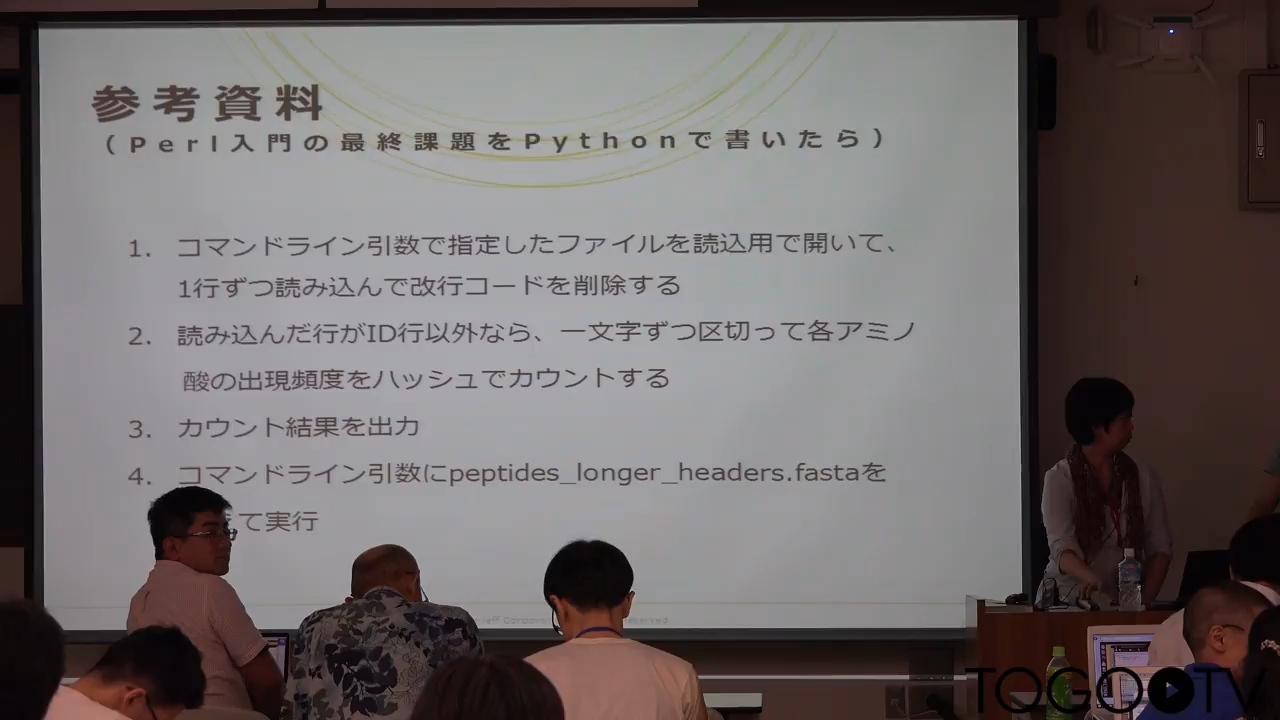 参考資料
（Perl入門の最終課題をPythonで書いたら）
1. コマンドライン引数で指定したファイルを読込用で開いて、
1行ずつ読み込んで改行コードを削除する
2. 読み込んだ行がID行以外なら、一文字ずつ区切って各アミノ
酸の出現頻度をハッシュでカウントする
3. カウント結果を出力
4. コマンドライン引数にpeptides_longer_headers.fastaを
て実行
TOGOTV